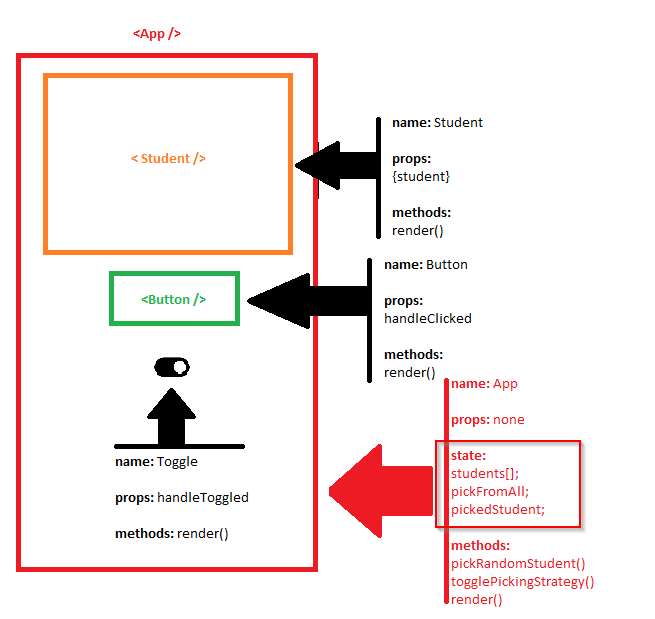 <App />
< Student />
name: Student
props:
{student}
methods:
render()
<Button />
name: Button
props:
handleClicked
methods:
render()
name: Toggle
props: handleToggled
methods: render()
name: App
props: none
state:
students[];
pickFromAll;
pickedStudent;
methods:
pickRandomStudent()
togglePickingStrategy()
render()